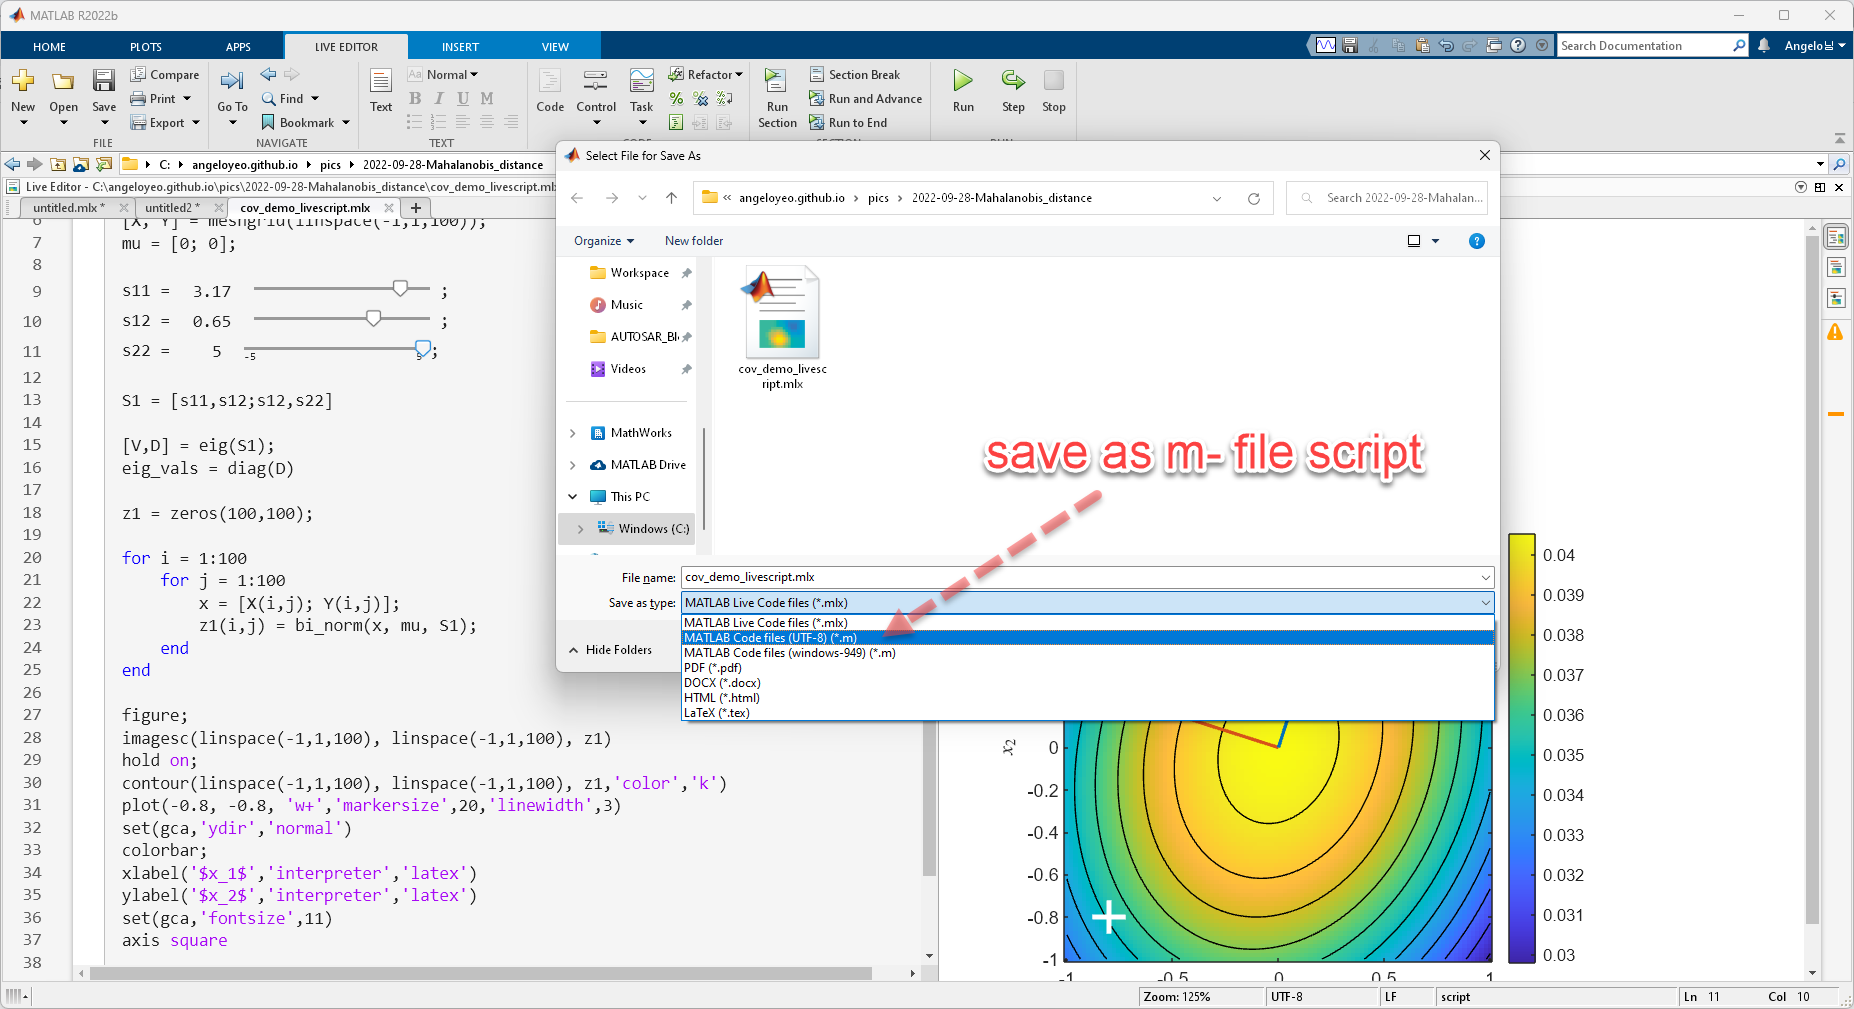 MATLAB R2022b
HOME PLOTS APPS LIVE EDITOR INSERT VIEW
Search Documentation
Angelo님
New Open Save
Compare
Print
Export
FILE
Go To
Find
Bookmark
NAVIGATE
Text
Aa Normal
B I U M
TEXT
Code Control Task
Refactor
Run Section
Section Break
Run and Advance
Run to End
SECTION
Run Step Stop
C: angeloyeo.github.io pics 2022-09-28-Mahalanobis_distance
Live Editor - C:\angeloyeo.github.io\pics\2022-09-28-Mahalanobis_distance\cov_demo_livescript.mlx
untitled.mlx * untitled2 * cov_demo_livescript.mlx
6 [X, Y] = meshgrid(linspace(-1,1,100));
7 mu = [0; 0];
8
9 s11 = 3.17 ;
10 s12 = 0.65 ;
11 s22 = 5 -5 5 ;
12
13 S1 = [s11,s12;s12,s22]
14
15 [V,D] = eig(S1);
16 eig_vals = diag(D)
17
18 z1 = zeros(100,100);
19
20 for i = 1:100
21 for j = 1:100
22 x = [X(i,j); Y(i,j)];
23 z1(i,j) = bi_norm(x, mu, S1);
24 end
25 end
26
27 figure;
28 imagesc(linspace(-1,1,100), linspace(-1,1,100), z1)
29 hold on;
30 contour(linspace(-1,1,100), linspace(-1,1,100), z1,'color','k')
31 plot(-0.8, -0.8, 'w+','markersize',20,'linewidth',3)
32 set(gca,'ydir','normal')
33 colorbar;
34 xlabel('$x_1$','interpreter','latex')
35 ylabel('$x_2$','interpreter','latex')
36 set(gca,'fontsize',11)
37 axis square
38
Select File for Save As
« angeloyeo.github.io pics 2022-09-28-Mahalanobis_distance
Search 2022-09-28-Mahalan...
Organize New folder
Workspace
Music
AUTOSAR_Bl
Videos
MathWorks
MATLAB Drive
This PC
Windows (C:)
cov_demo_livesc
ript.mlx
save as m- file script
File name: cov_demo_livescript.mlx
Save as type: MATLAB Live Code files (*.mlx)
MATLAB Live Code files (*.mlx)
MATLAB Code files (UTF-8) (*.m)
MATLAB Code files (windows-949) (*.m)
PDF (*.pdf)
DOCX (*.docx)
HTML (*.html)
LaTeX (*.tex)
Hide Folders
x2
0
-0.2
-0.4
-0.6
-0.8
-1
-1 -0.5 0 0.5 1
0.04
0.039
0.038
0.037
0.036
0.035
0.034
0.033
0.032
0.031
0.03
Zoom: 125% UTF-8 LF script Ln 11 Col 10